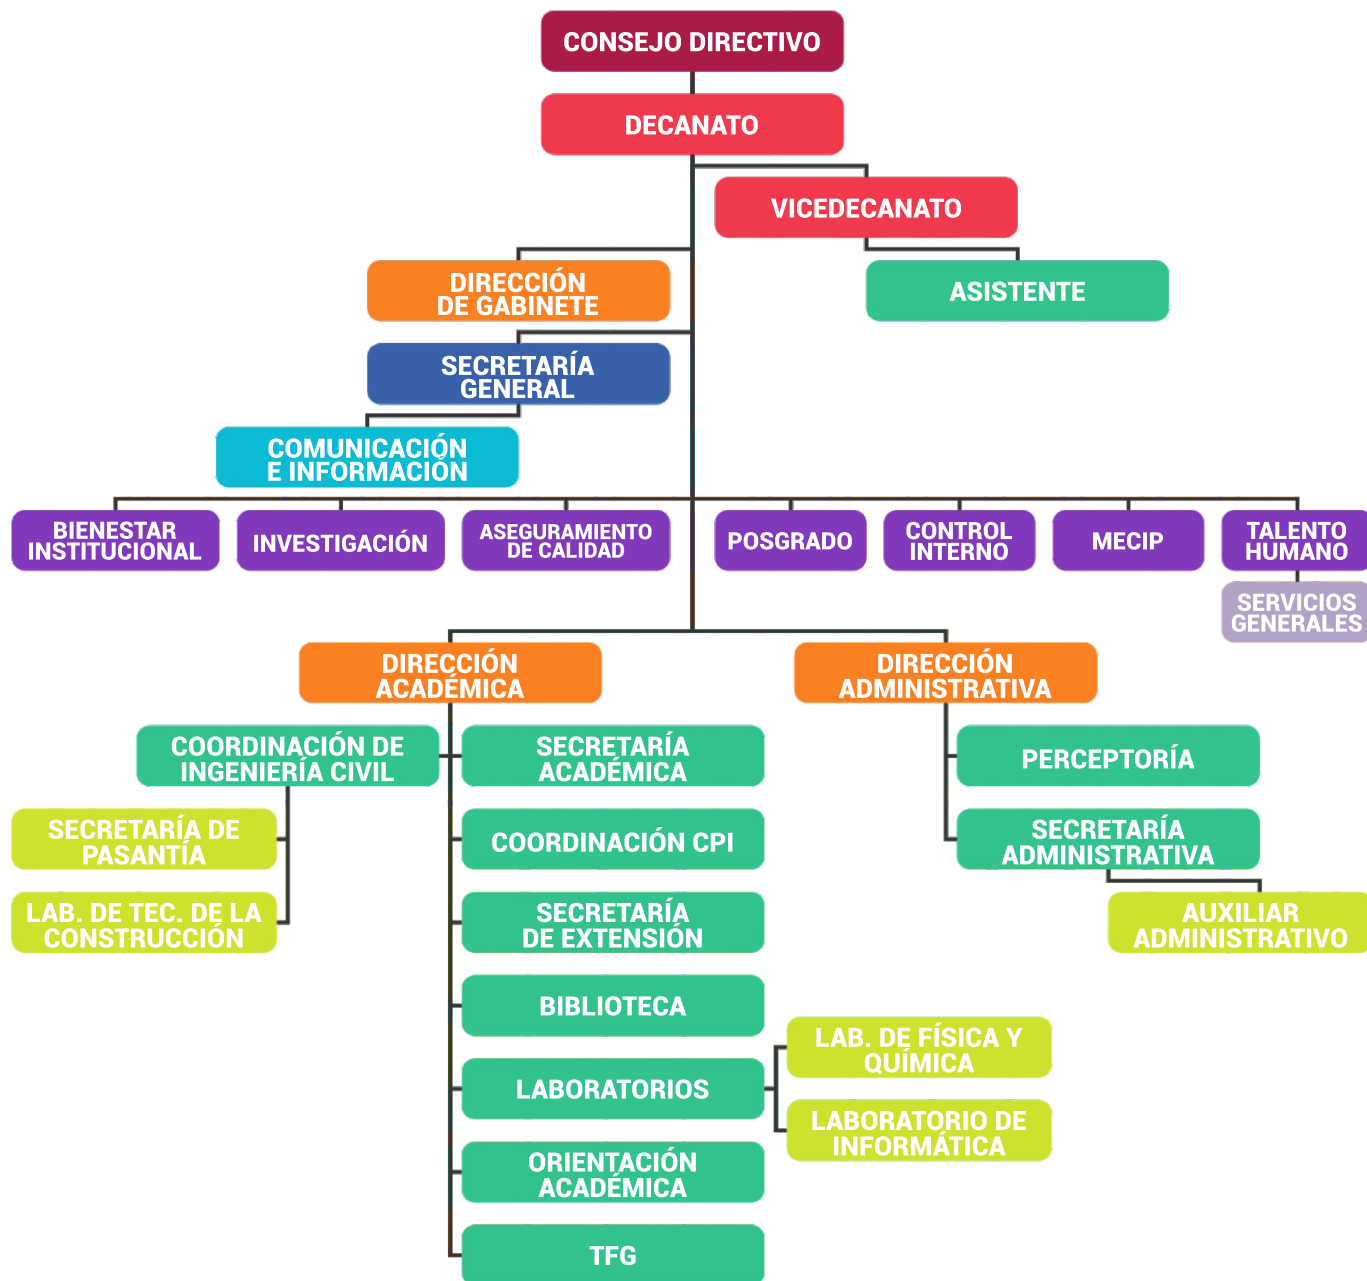 CONSEJO DIRECTIVO
DECANATO
VICEDECANATO
DIRECCIÓN
DE GABINETE
ASISTENTE
SECRETARÍA
GENERAL
COMUNICACIÓN
E INFORMACIÓN
BIENESTAR
INSTITUCIONAL
INVESTIGACIÓN
ASEGURAMIENTO
DE CALIDAD
POSGRADO
CONTROL
INTERNO
MECIP
TALENTO
HUMANO
SERVICIOS
GENERALES
DIRECCIÓN
ACADÉMICA
DIRECCIÓN
ADMINISTRATIVA
COORDINACIÓN DE
INGENIERÍA CIVIL
SECRETARÍA
ACADÉMICA
PERCEPTORÍA
SECRETARÍA DE
PASANTÍA
COORDINACIÓN CPI
SECRETARÍA
ADMINISTRATIVA
LAB. DE TEC. DE LA
CONSTRUCCIÓN
SECRETARÍA
DE EXTENSIÓN
AUXILIAR
ADMINISTRATIVO
BIBLIOTECA
LAB. DE FÍSICA Y
QUÍMICA
LABORATORIOS
LABORATORIO DE
INFORMÁTICA
ORIENTACIÓN
ACADÉMICA
TFG